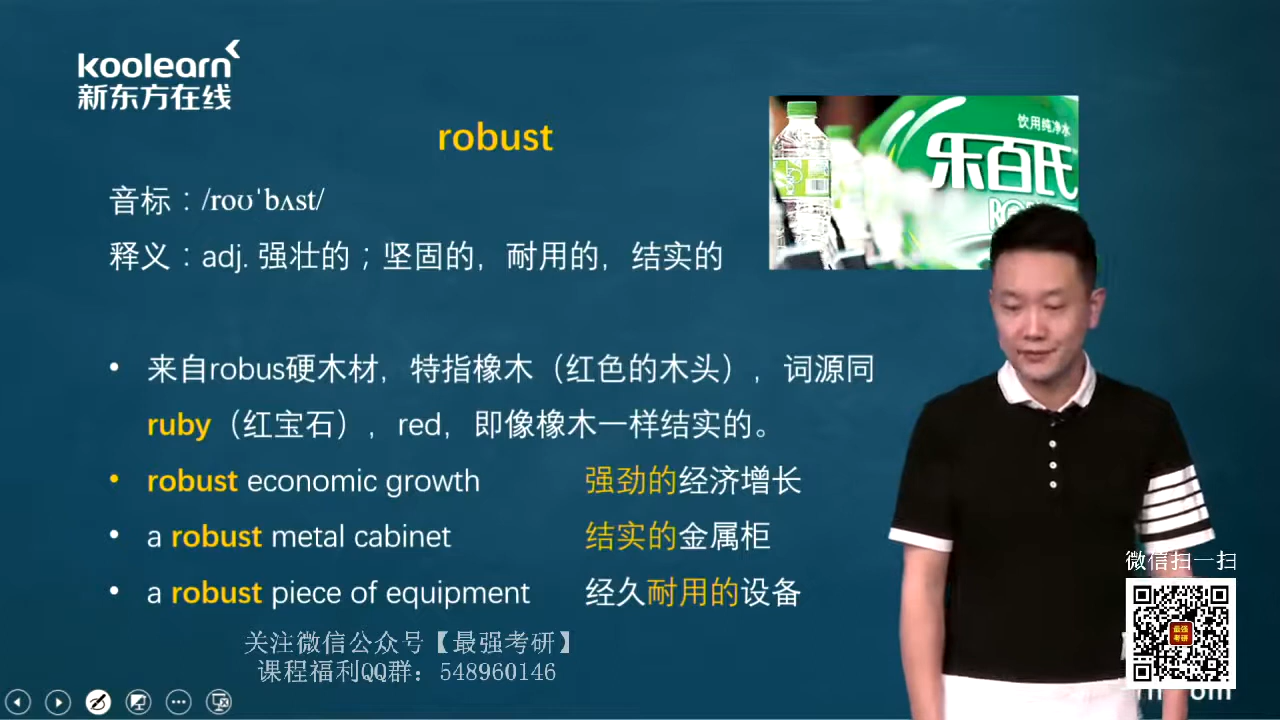 koolearn
新东方在线
robust
饮用纯净水
乐百氏
音标：/roʊˈbʌst/
释义：adj. 强壮的；坚固的，耐用的，结实的
• 来自robus硬木材，特指橡木（红色的木头），词源同
ruby（红宝石），red，即像橡木一样结实的。
• robust economic growth 强劲的经济增长
• a robust metal cabinet 结实的金属柜
• a robust piece of equipment 经久耐用的设备
微信扫一扫
最强
考研
关注微信公众号【最强考研】
课程福利QQ群：548960146